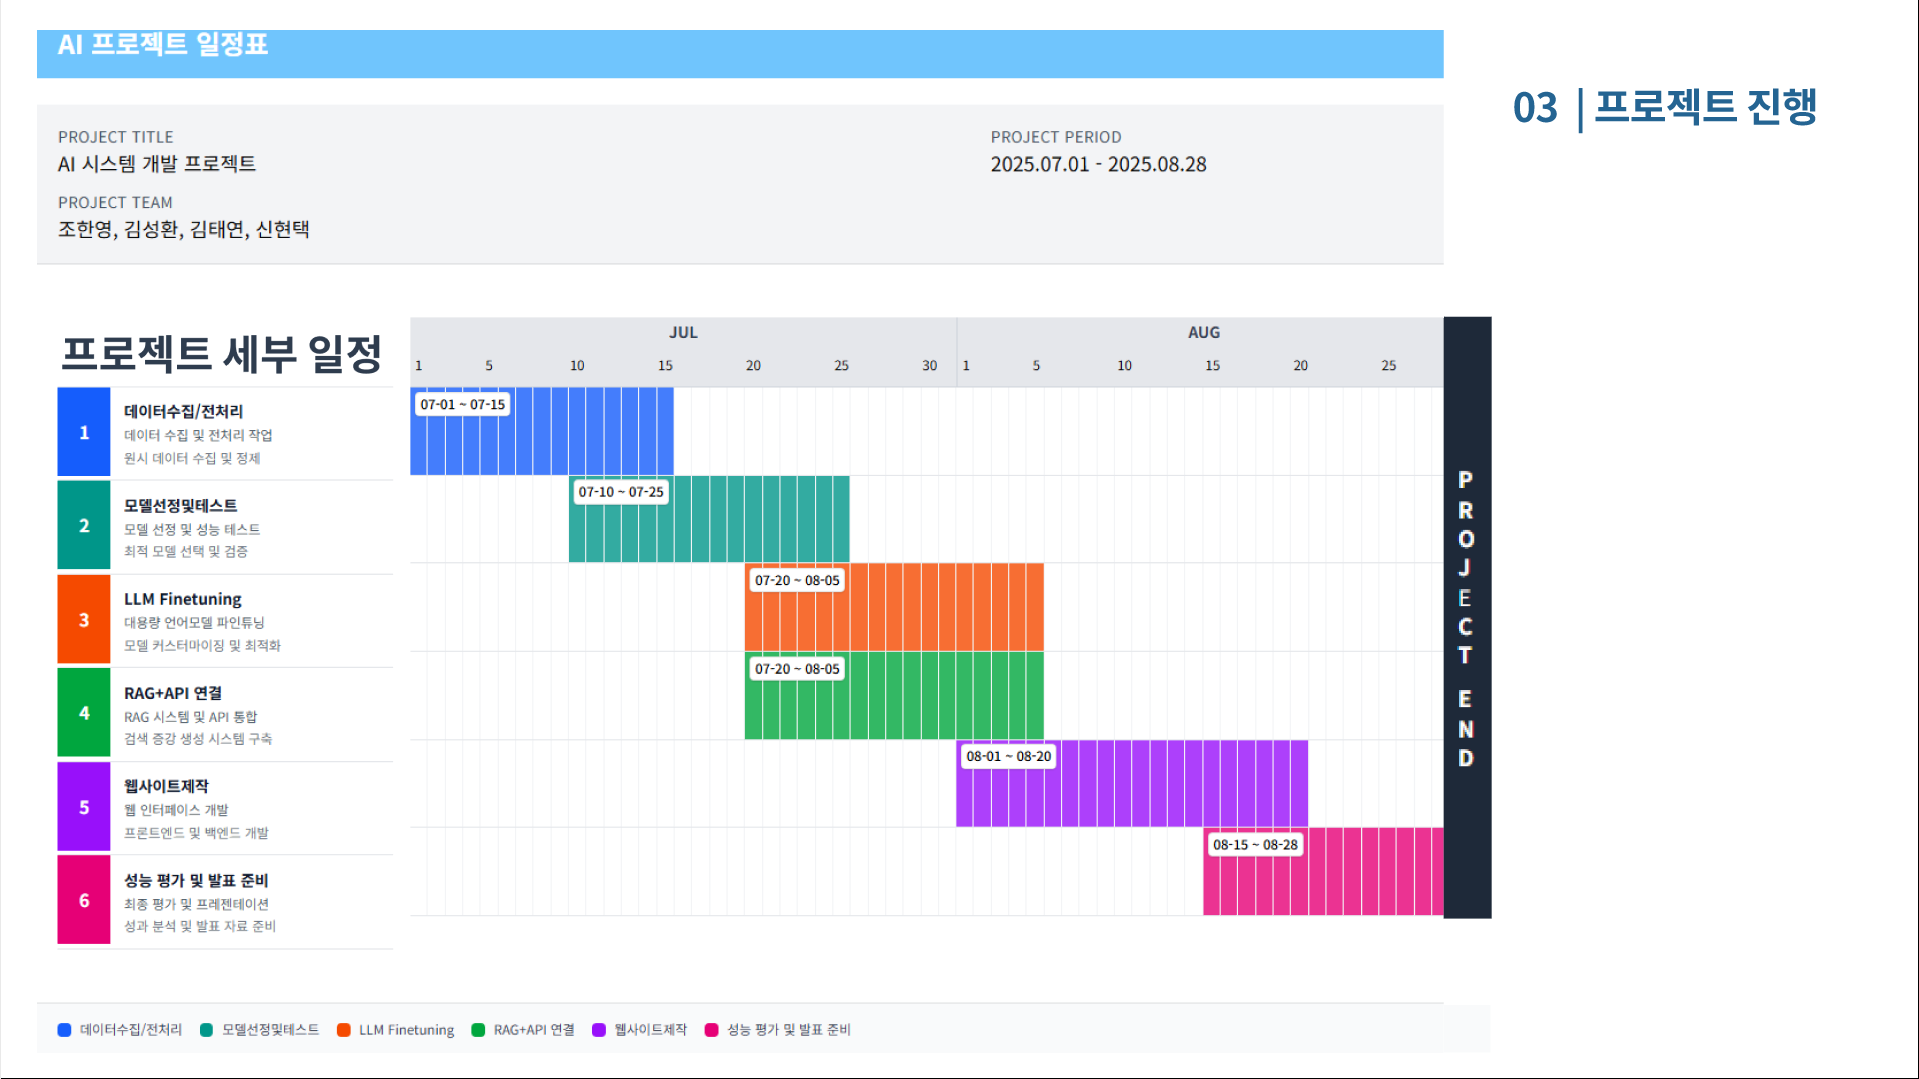 AI 프로젝트 일정표
03 | 프로젝트 진행
PROJECT TITLE
AI 시스템 개발 프로젝트
PROJECT PERIOD
2025.07.01 - 2025.08.28
PROJECT TEAM
조한영, 김성환, 김태연, 신현택
프로젝트 세부 일정
JUL
AUG
1 5 10 15 20 25 30 1 5 10 15 20 25
1
데이터수집/전처리
데이터 수집 및 전처리 작업
원시 데이터 수집 및 정제
07-01 ~ 07-15
2
모델선정및테스트
모델 선정 및 성능 테스트
최적 모델 선택 및 검증
07-10 ~ 07-25
3
LLM Finetuning
대용량 언어모델 파인튜닝
모델 커스터마이징 및 최적화
07-20 ~ 08-05
4
RAG+API 연결
RAG 시스템 및 API 통합
검색 증강 생성 시스템 구축
07-20 ~ 08-05
5
웹사이트제작
웹 인터페이스 개발
프론트엔드 및 백엔드 개발
08-01 ~ 08-20
6
성능 평가 및 발표 준비
최종 평가 및 프레젠테이션
성과 분석 및 발표 자료 준비
08-15 ~ 08-28
PROJECT END
데이터수집/전처리 모델선정및테스트 LLM Finetuning RAG+API 연결 웹사이트제작 성능 평가 및 발표 준비